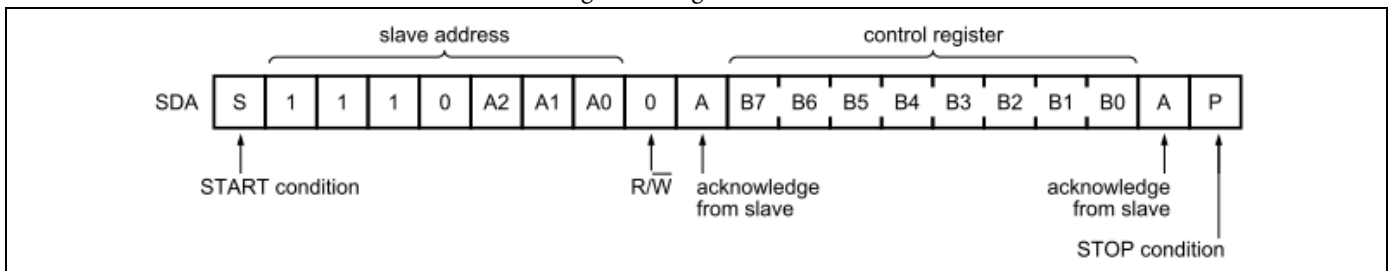 slave address control register
SDA S 1 1 1 0 A2 A1 A0 0 A B7 B6 B5 B4 B3 B2 B1 B0 A P
START condition R/W̅ acknowledge from slave acknowledge from slave
STOP condition